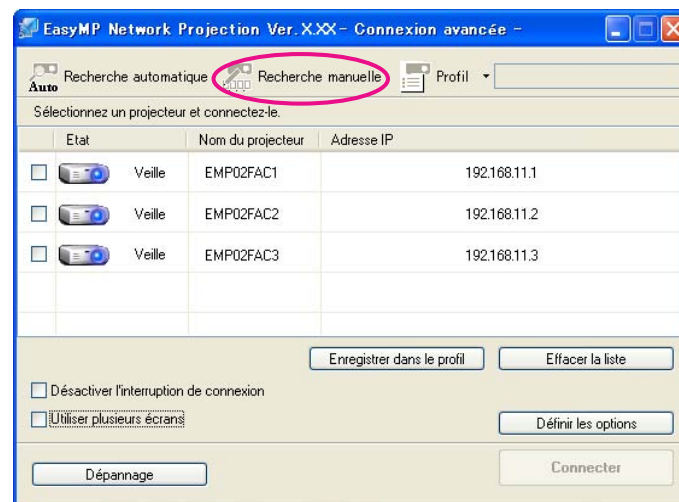 EasyMP Network Projection Ver.X.XX - Connexion avancée -
Auto Recherche automatique Recherche manuelle Profil
Sélectionnez un projecteur et connectez-le.
Etat Nom du projecteur Adresse IP
Veille EMP02FAC1 192.168.11.1
Veille EMP02FAC2 192.168.11.2
Veille EMP02FAC3 192.168.11.3
Enregistrer dans le profil Effacer la liste
Désactiver l'interruption de connexion
Utiliser plusieurs écrans Définir les options
Dépannage Connecter